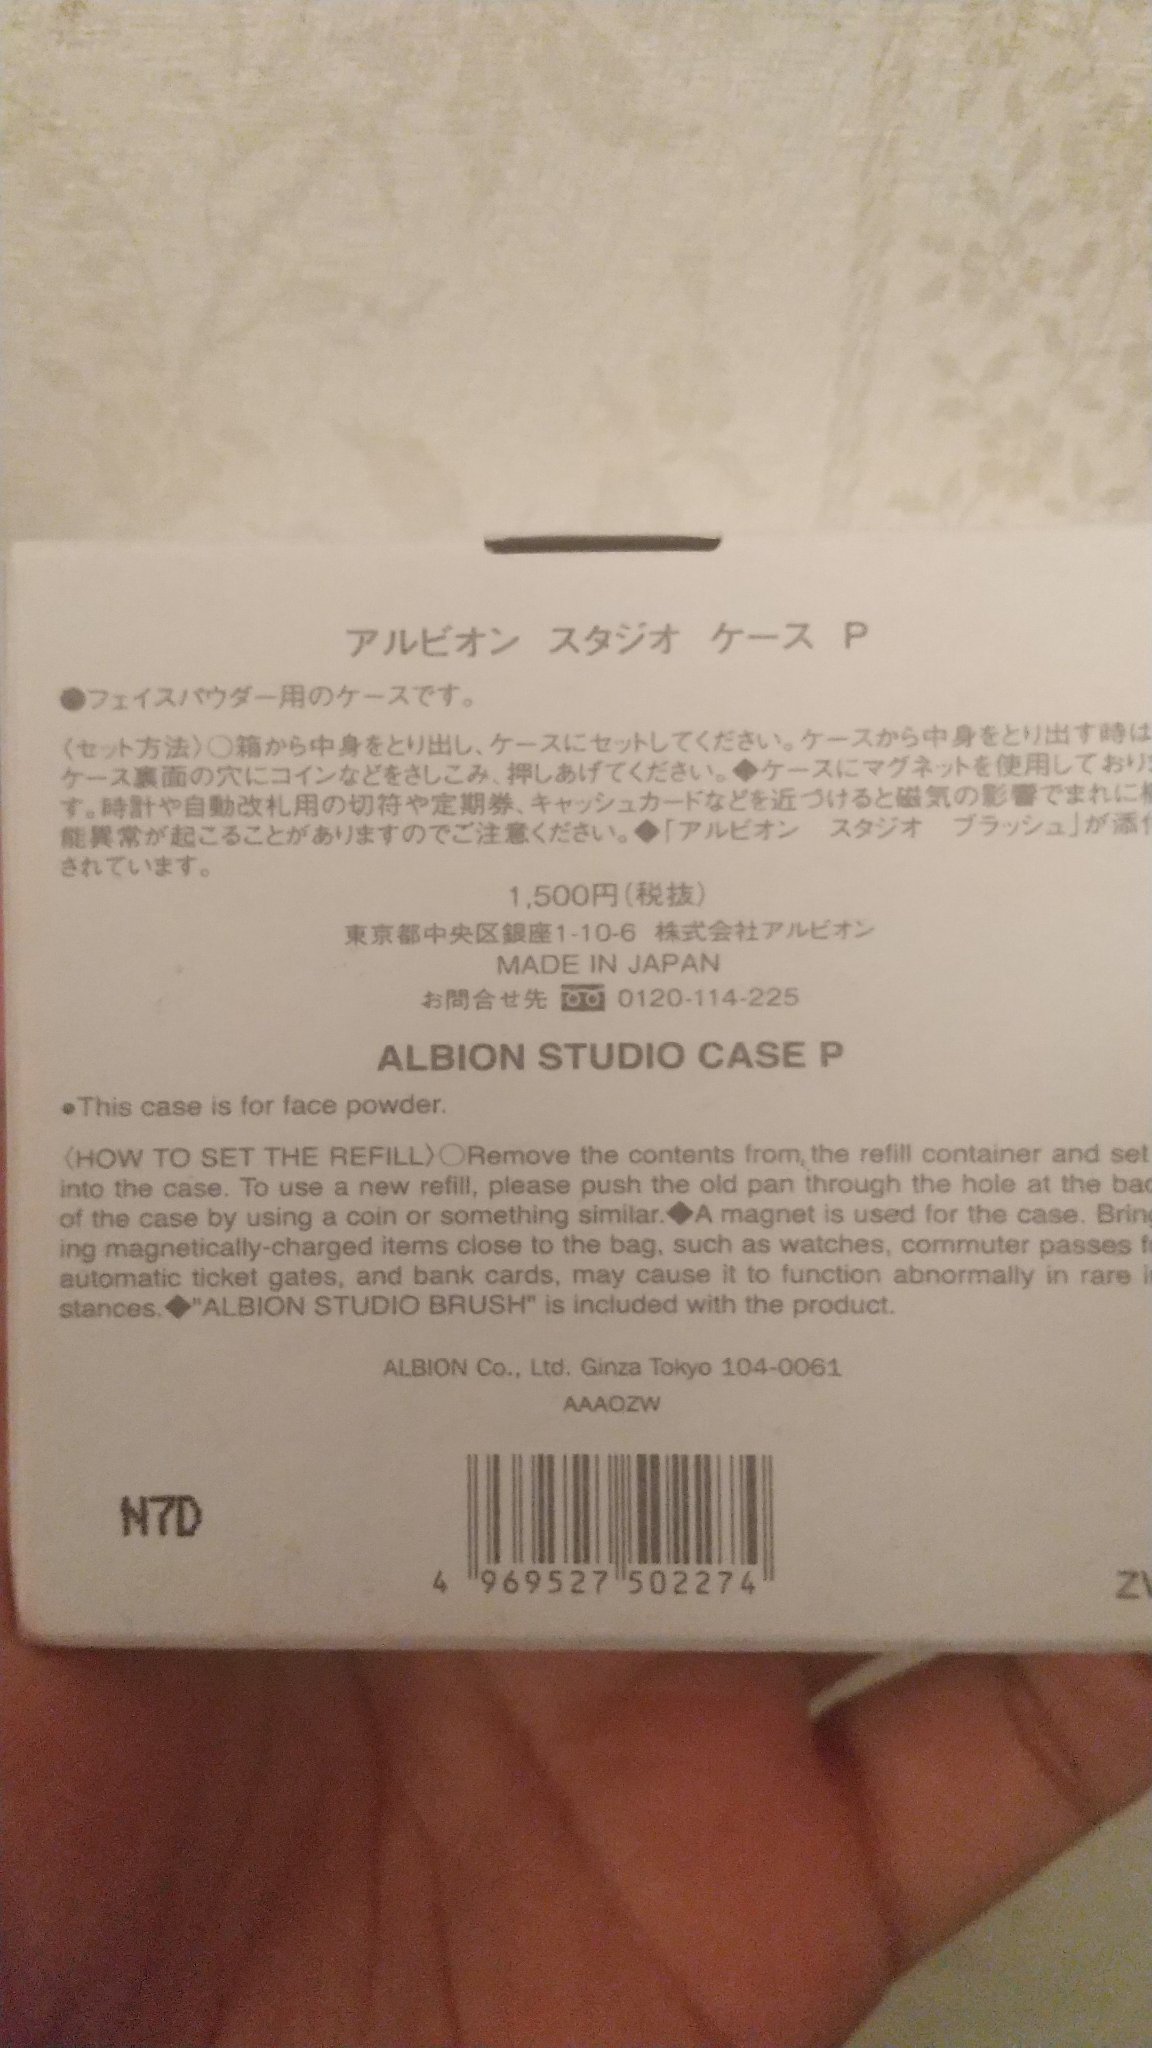 アルビオン スタジオ ケース P
●フェイスパウダー用のケースです。
〈セット方法〉○箱から中身をとり出し、ケースにセットしてください。ケースから中身をとり出す時は
ケース裏面の穴にコインなどをさしこみ、押しあげてください。◆ケースにマグネットを使用しており
す。時計や自動改札用の切符や定期券、キャッシュカードなどを近づけると磁気の影響でまれに
能異常が起こることがありますのでご注意ください。◆「アルビオン スタジオ ブラッシュ」が添付
されています。
1,500円(税抜)
東京都中央区銀座1-10-6 株式会社アルビオン
MADE IN JAPAN
お問合せ先 0120-114-225
ALBION STUDIO CASE P
●This case is for face powder.
〈HOW TO SET THE REFILL〉○Remove the contents from the refill container and set
into the case. To use a new refill, please push the old pan through the hole at the bac
of the case by using a coin or something similar.◆A magnet is used for the case. Bring
ing magnetically-charged items close to the bag, such as watches, commuter passes f
automatic ticket gates, and bank cards, may cause it to function abnormally in rare i
stances.◆"ALBION STUDIO BRUSH" is included with the product.
ALBION Co., Ltd. Ginza Tokyo 104-0061
AAAOZW
N7D
4 969527 502274